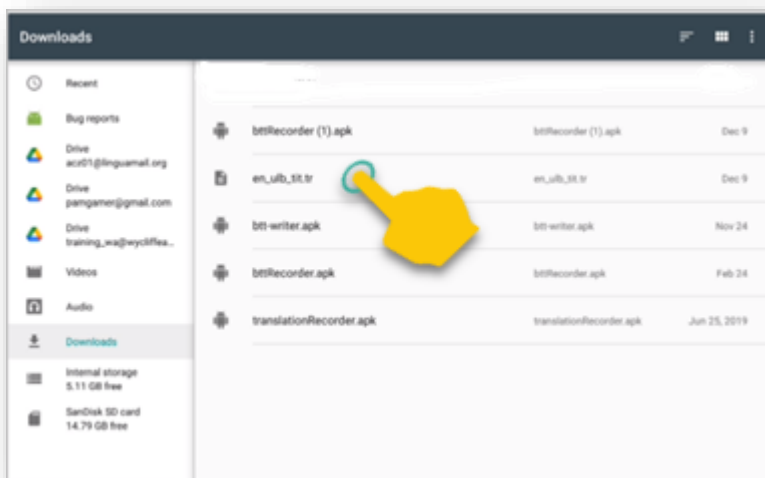 Downloads
Recent
Bug reports
Drive
acz01@linguamail.org
Drive
pamgamer@gmail.com
Drive
training_wa@wycliffea...
Videos
Audio
Downloads
Internal storage
5.11 GB free
SanDisk SD card
14.79 GB free
bttRecorder (1).apk bttRecorder (1).apk Dec 9
en_ulb_tit.tr en_ulb_tit.tr Dec 9
btt-writer.apk btt-writer.apk Nov 24
bttRecorder.apk bttRecorder.apk Feb 24
translationRecorder.apk translationRecorder.apk Jun 25, 2019